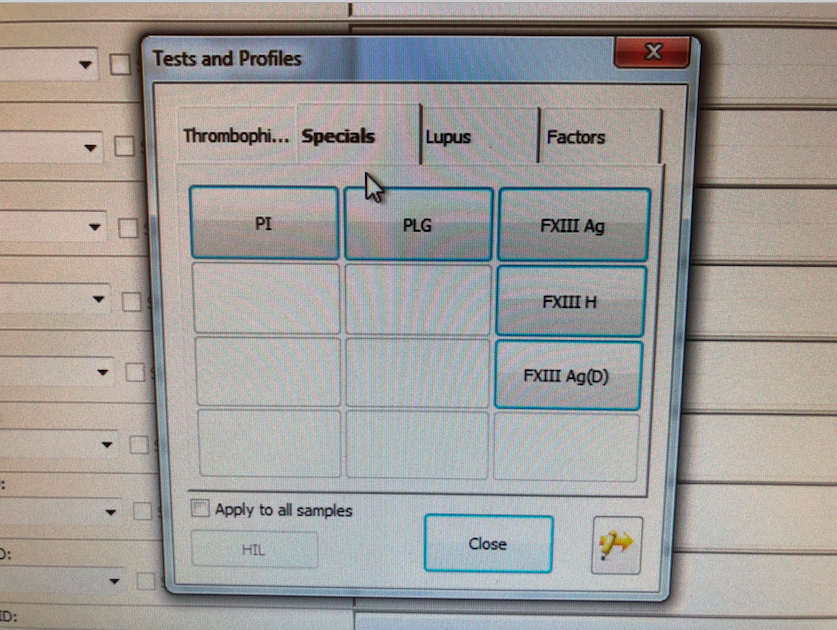 Tests and Profiles
Thrombophi... Specials Lupus Factors
PI PLG FXIII Ag
FXIII H
FXIII Ag(D)
Apply to all samples
HIL Close
:
D:
ID: